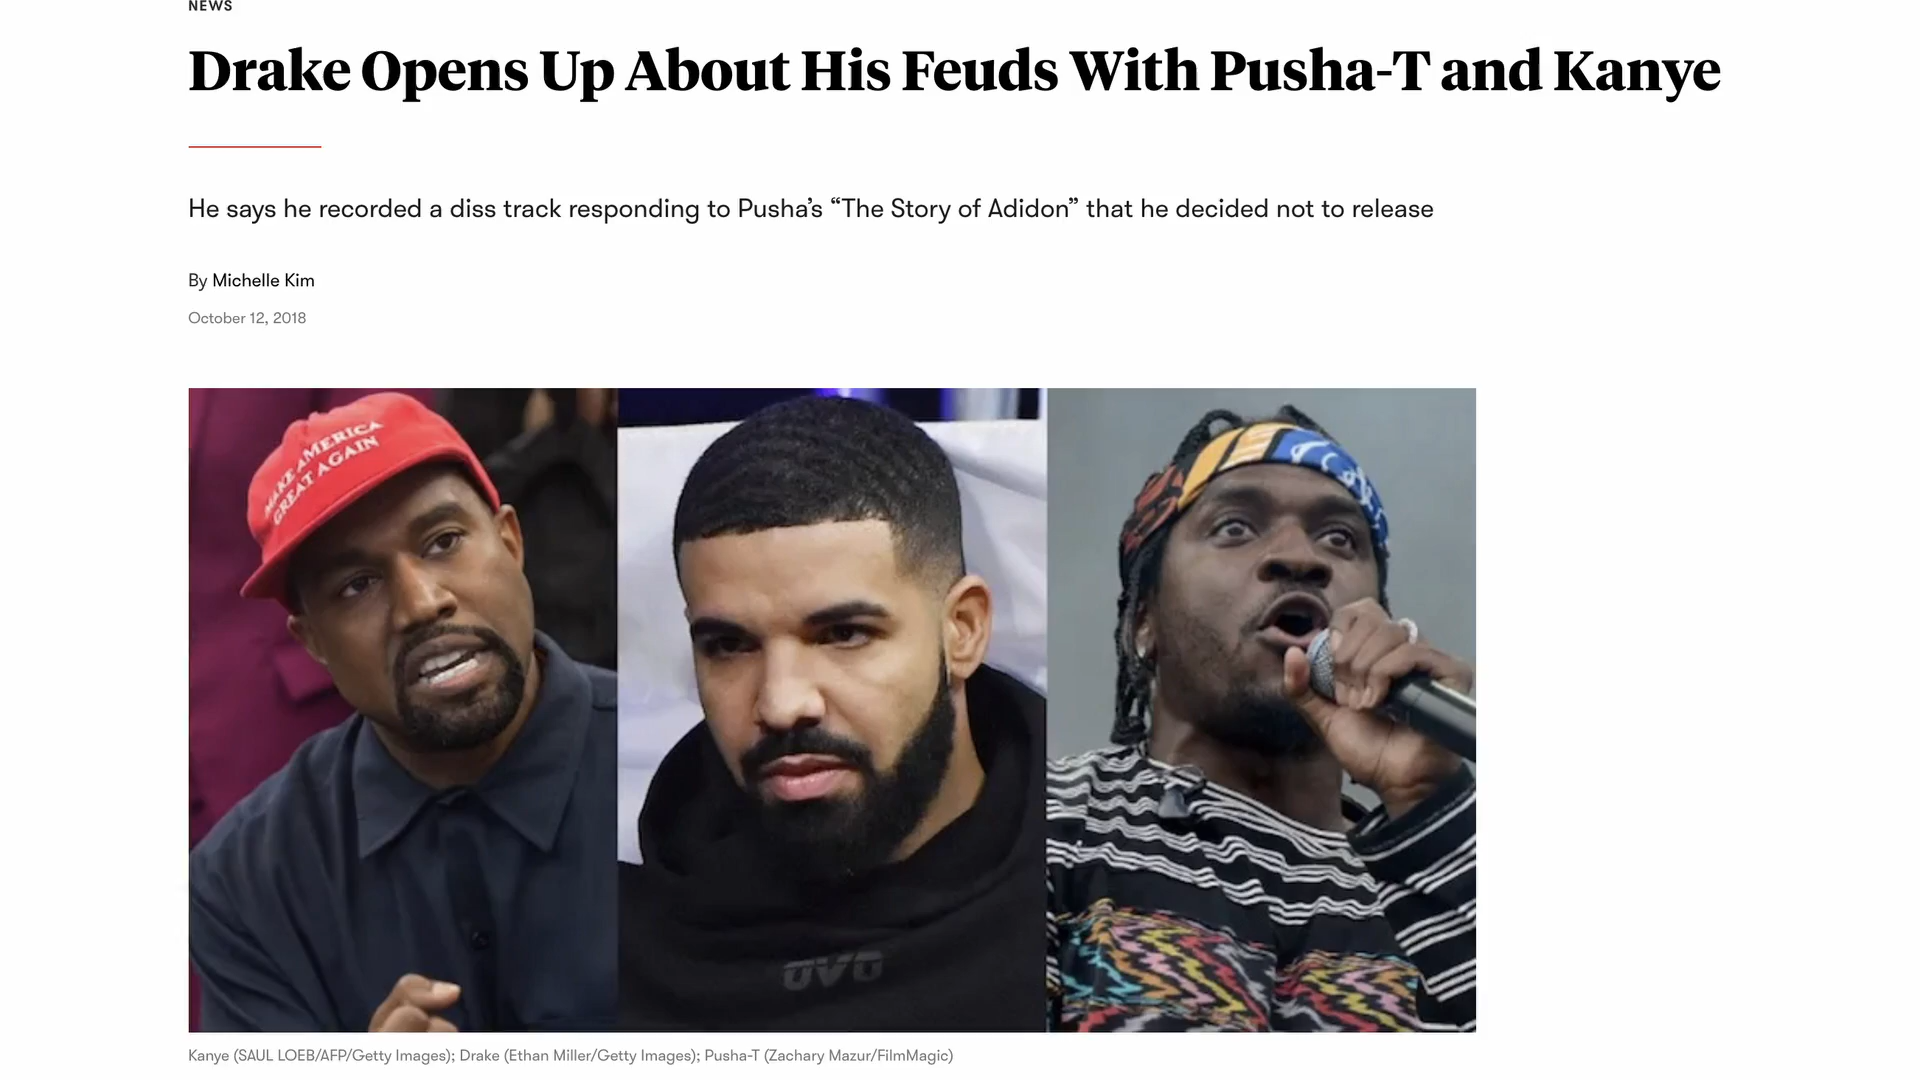 NEWS
Drake Opens Up About His Feuds With Pusha-T and Kanye
He says he recorded a diss track responding to Pusha’s “The Story of Adidon” that he decided not to release
By Michelle Kim
October 12, 2018
MAKE AMERICA
GREAT AGAIN
OVO
Kanye (SAUL LOEB/AFP/Getty Images); Drake (Ethan Miller/Getty Images); Pusha-T (Zachary Mazur/FilmMagic)